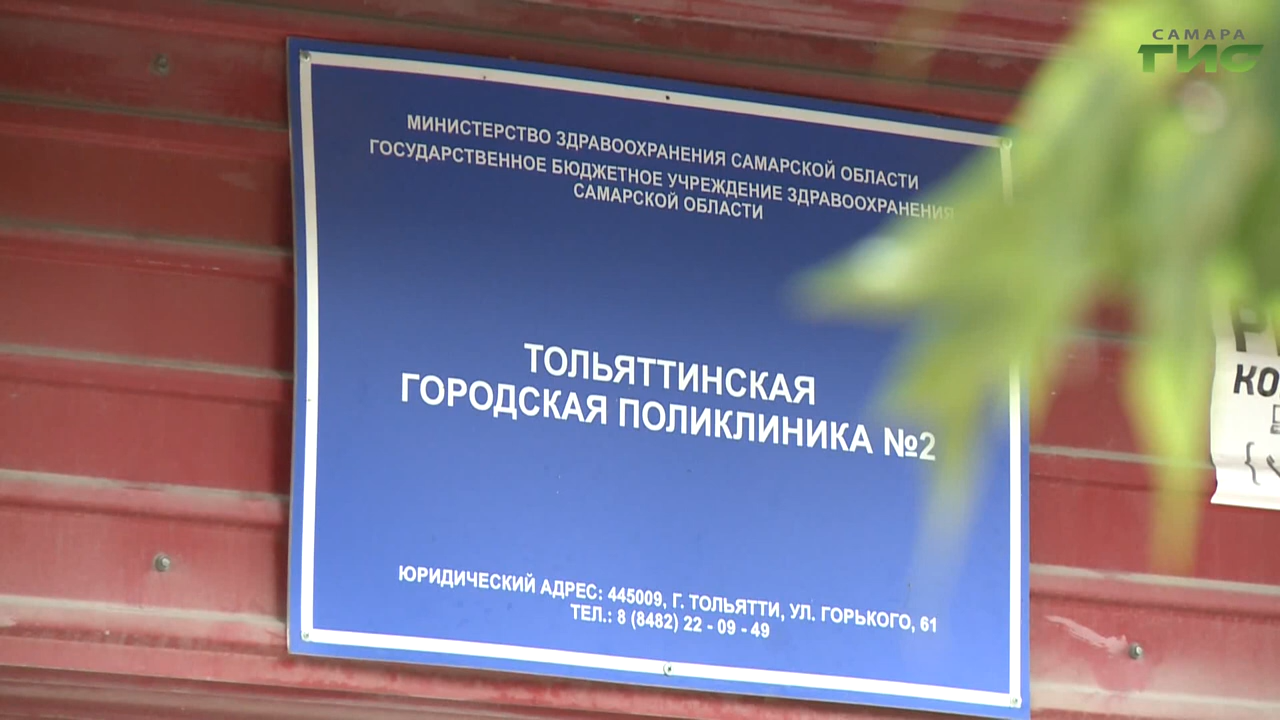 САМАРА
ГИС
МИНИСТЕРСТВО ЗДРАВООХРАНЕНИЯ САМАРСКОЙ ОБЛАСТИ
ГОСУДАРСТВЕННОЕ БЮДЖЕТНОЕ УЧРЕЖДЕНИЕ ЗДРАВООХРАНЕНИЯ
САМАРСКОЙ ОБЛАСТИ
ТОЛЬЯТТИНСКАЯ
ГОРОДСКАЯ ПОЛИКЛИНИКА №2
ЮРИДИЧЕСКИЙ АДРЕС: 445009, Г. ТОЛЬЯТТИ, УЛ. ГОРЬКОГО, 61
ТЕЛ.: 8 (8482) 22 - 09 - 49